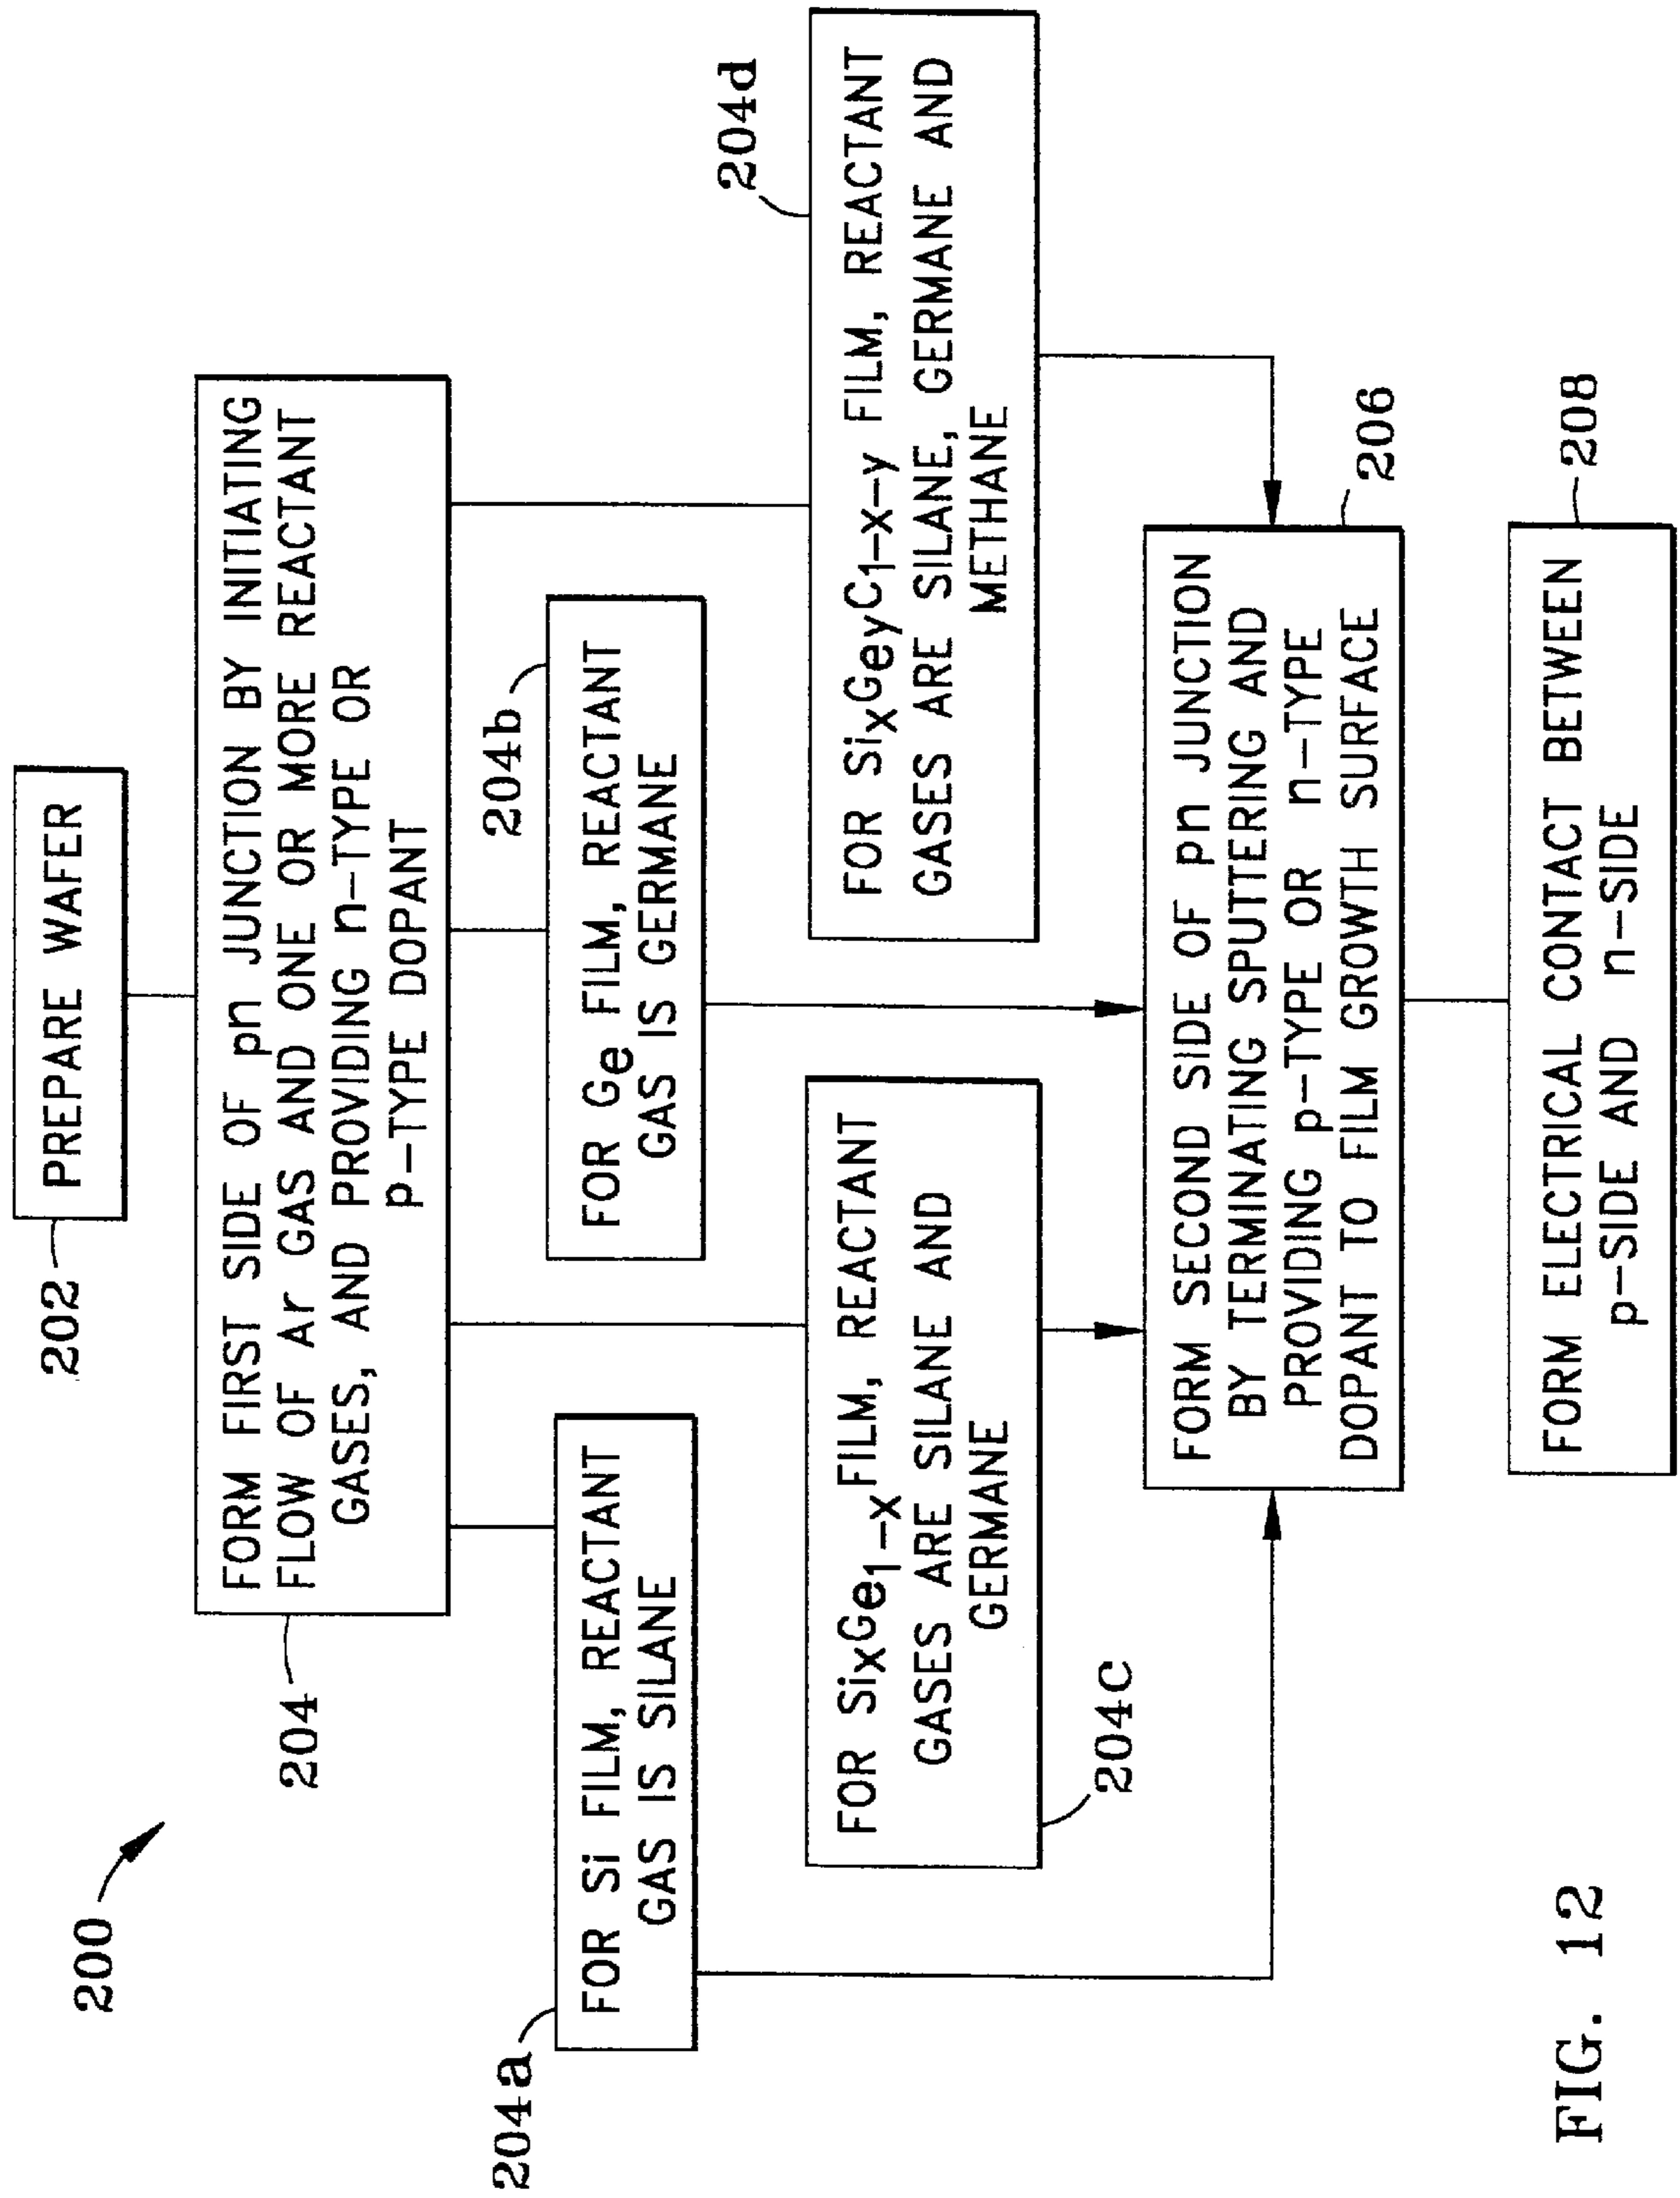 200
202
PREPARE WAFER
204
FORM FIRST SIDE OF pn JUNCTION BY INITIATING
FLOW OF Ar GAS AND ONE OR MORE REACTANT
GASES, AND PROVIDING n-TYPE OR
p-TYPE DOPANT
204a
FOR Si FILM, REACTANT
GAS IS SILANE
204b
FOR Ge FILM, REACTANT
GAS IS GERMANE
FOR SixGe1-x FILM, REACTANT
GASES ARE SILANE AND
GERMANE
204C
204d
FOR SixGeyC1-x-y FILM, REACTANT
GASES ARE SILANE, GERMANE AND
METHANE
FORM SECOND SIDE OF pn JUNCTION
BY TERMINATING SPUTTERING AND
PROVIDING p-TYPE OR n-TYPE
DOPANT TO FILM GROWTH SURFACE
206
FORM ELECTRICAL CONTACT BETWEEN
p-SIDE AND n-SIDE
208
FIG. 12